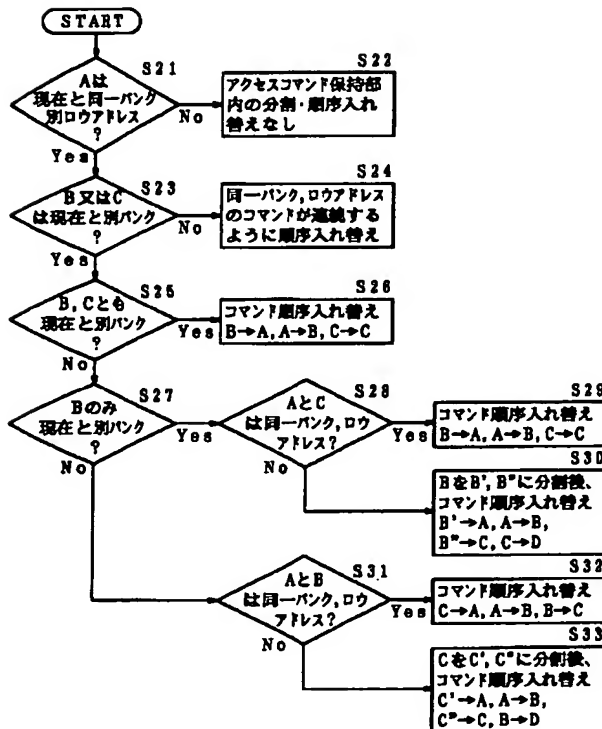 START
S21
Aは
現在と同一バンク
別ロウアドレス
?
No
Yes
S22
アクセスコマンド保持部
内の分割・順序入れ
替えなし
S23
B又はC
は現在と別バンク
?
No
Yes
S24
同一バンク,ロウアドレス
のコマンドが連続する
ように順序入れ替え
S25
B,Cとも
現在と別バンク
?
Yes
No
S26
コマンド順序入れ替え
B→A,A→B,C→C
S27
Bのみ
現在と別バンク
?
Yes
No
S28
AとC
は同一バンク,ロウ
アドレス?
Yes
No
S29
コマンド順序入れ替え
B→A,A→B,C→C
S30
BをB',B"に分割後、
コマンド順序入れ替え
B'→A,A→B,
B"→C,C→D
S31
AとB
は同一バンク,ロウ
アドレス?
Yes
No
S32
コマンド順序入れ替え
C→A,A→B,B→C
S33
CをC',C"に分割後、
コマンド順序入れ替え
C'→A,A→B,
C"→C,B→D